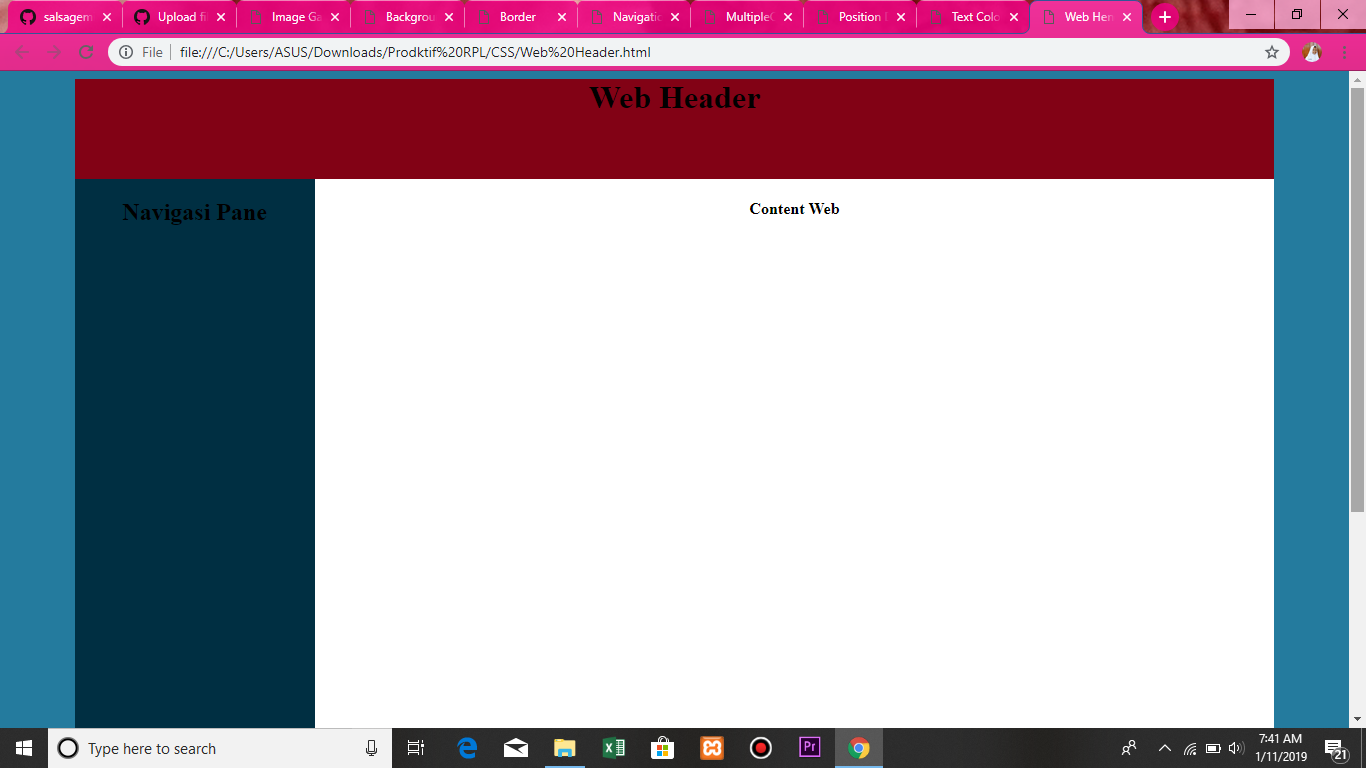 salsagem
Upload fi
Image Ga
Backgrou
Border
Navigatio
Multiple
Position
Text Colo
Web Hea
File
file:///C:/Users/ASUS/Downloads/Prodktif%20RPL/CSS/Web%20Header.html
Web Header
Navigasi Pane
Content Web
Type here to search
Pr
7:41 AM
1/11/2019
21